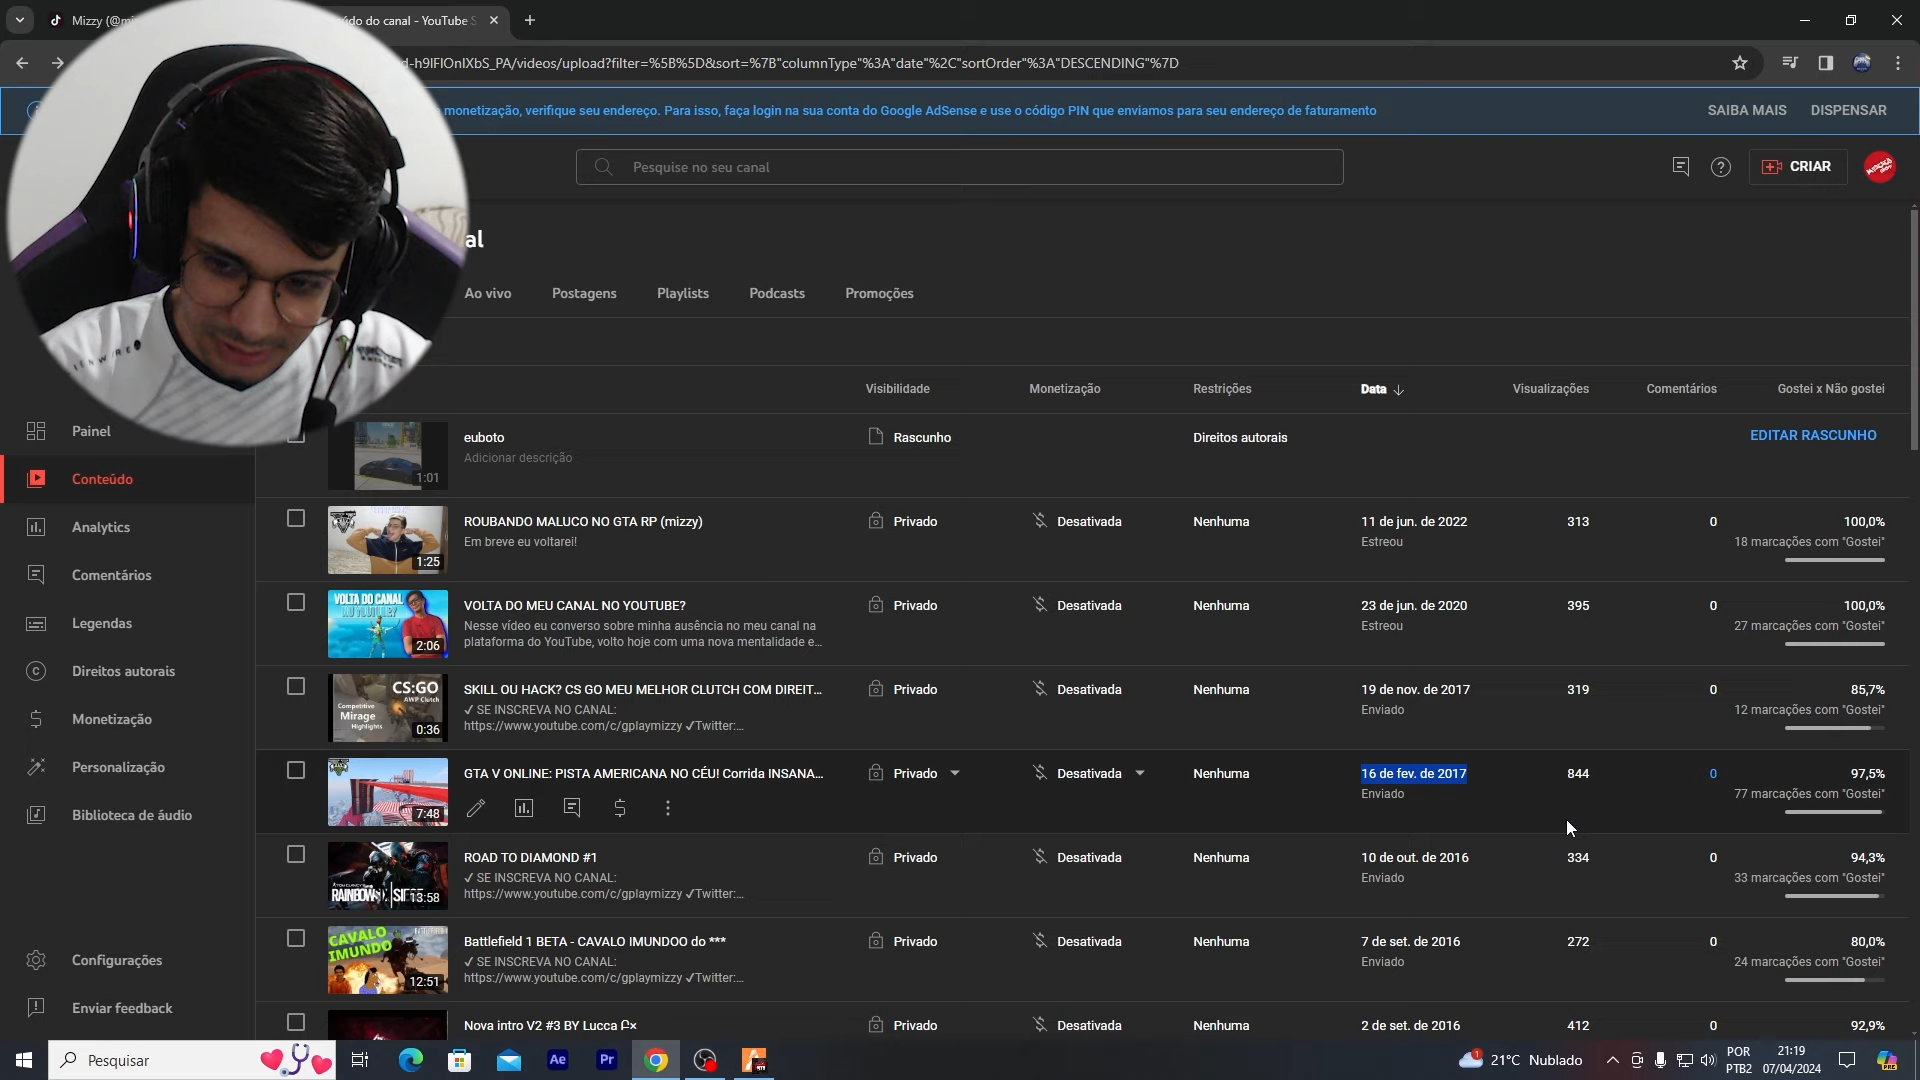 Mizzy (@mi
do do canal - YouTube S
d-h9IFIOnIXbS_PA/videos/upload?filter=%5B%5D&sort=%7B"columnType"%3A"date"%2C"sortOrder"%3A"DESCENDING"%7D
monetização, verifique seu endereço. Para isso, faça login na sua conta do Google AdSense e use o código PIN que enviamos para seu endereço de faturamento
SAIBA MAIS
DISPENSAR
Pesquise no seu canal
CRIAR
al
Ao vivo
Postagens
Playlists
Podcasts
Promoções
Visibilidade
Monetização
Restrições
Data
Visualizações
Comentários
Gostei x Não gostei
Painel
Conteúdo
Analytics
Comentários
Legendas
Direitos autorais
Monetização
Personalização
Biblioteca de áudio
Configurações
Enviar feedback
1:01
euboto
Adicionar descrição
Rascunho
Direitos autorais
EDITAR RASCUNHO
1:25
ROUBANDO MALUCO NO GTA RP (mizzy)
Em breve eu voltarei!
Privado
Desativada
Nenhuma
11 de jun. de 2022
Estreou
313
0
100,0%
18 marcações com "Gostei"
VOLTA DO CANAL
NO YOUTUBE?
2:06
VOLTA DO MEU CANAL NO YOUTUBE?
Nesse vídeo eu converso sobre minha ausência no meu canal na
plataforma do YouTube, volto hoje com uma nova mentalidade e...
Privado
Desativada
Nenhuma
23 de jun. de 2020
Estreou
395
0
100,0%
27 marcações com "Gostei"
CS:GO
AWP Clutch
Competitive
Mirage
Highlights
0:36
SKILL OU HACK? CS GO MEU MELHOR CLUTCH COM DIREIT...
✓ SE INSCREVA NO CANAL:
https://www.youtube.com/c/gplaymizzy ✓Twitter:...
Privado
Desativada
Nenhuma
19 de nov. de 2017
Enviado
319
0
85,7%
12 marcações com "Gostei"
7:48
GTA V ONLINE: PISTA AMERICANA NO CÉU! Corrida INSANA...
Privado
Desativada
Nenhuma
16 de fev. de 2017
Enviado
844
0
97,5%
77 marcações com "Gostei"
RAINBOW
SIEGE
13:58
ROAD TO DIAMOND #1
✓ SE INSCREVA NO CANAL:
https://www.youtube.com/c/gplaymizzy ✓Twitter:...
Privado
Desativada
Nenhuma
10 de out. de 2016
Enviado
334
0
94,3%
33 marcações com "Gostei"
CAVALO
IMUNDO
12:51
Battlefield 1 BETA - CAVALO IMUNDOO do ***
✓ SE INSCREVA NO CANAL:
https://www.youtube.com/c/gplaymizzy ✓Twitter:...
Privado
Desativada
Nenhuma
7 de set. de 2016
Enviado
272
0
80,0%
24 marcações com "Gostei"
Nova intro V2 #3 BY Lucca
Privado
Desativada
Nenhuma
2 de set. de 2016
412
0
92,9%
Pesquisar
Ae
Pr
1
21°C Nublado
POR
PTB2
21:19
07/04/2024